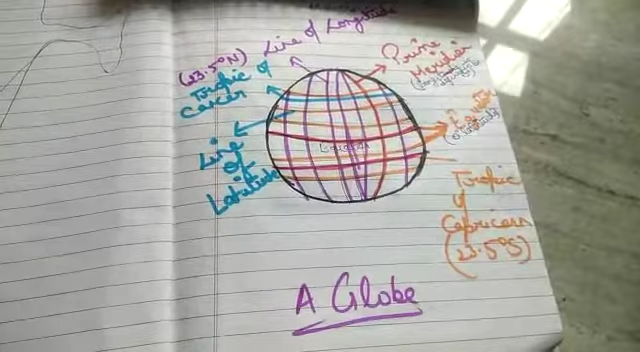 Line of Longitude
(23.5°N)
Tropic of
Cancer
Prime
Meridian
Line
of
Latitude
Tropic
of
Capricorn
(23.5°S)
A Globe